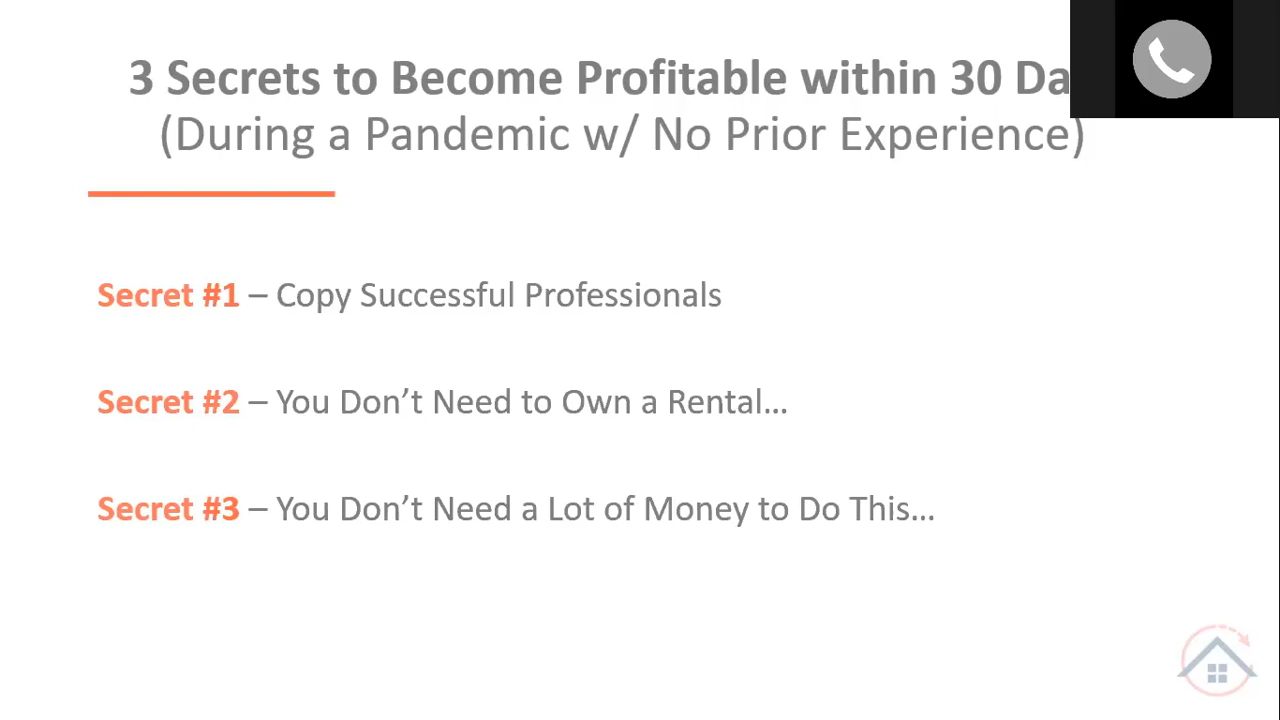 3 Secrets to Become Profitable within 30 Da
(During a Pandemic w/ No Prior Experience)
Secret #1 – Copy Successful Professionals
Secret #2 – You Don’t Need to Own a Rental…
Secret #3 – You Don’t Need a Lot of Money to Do This…